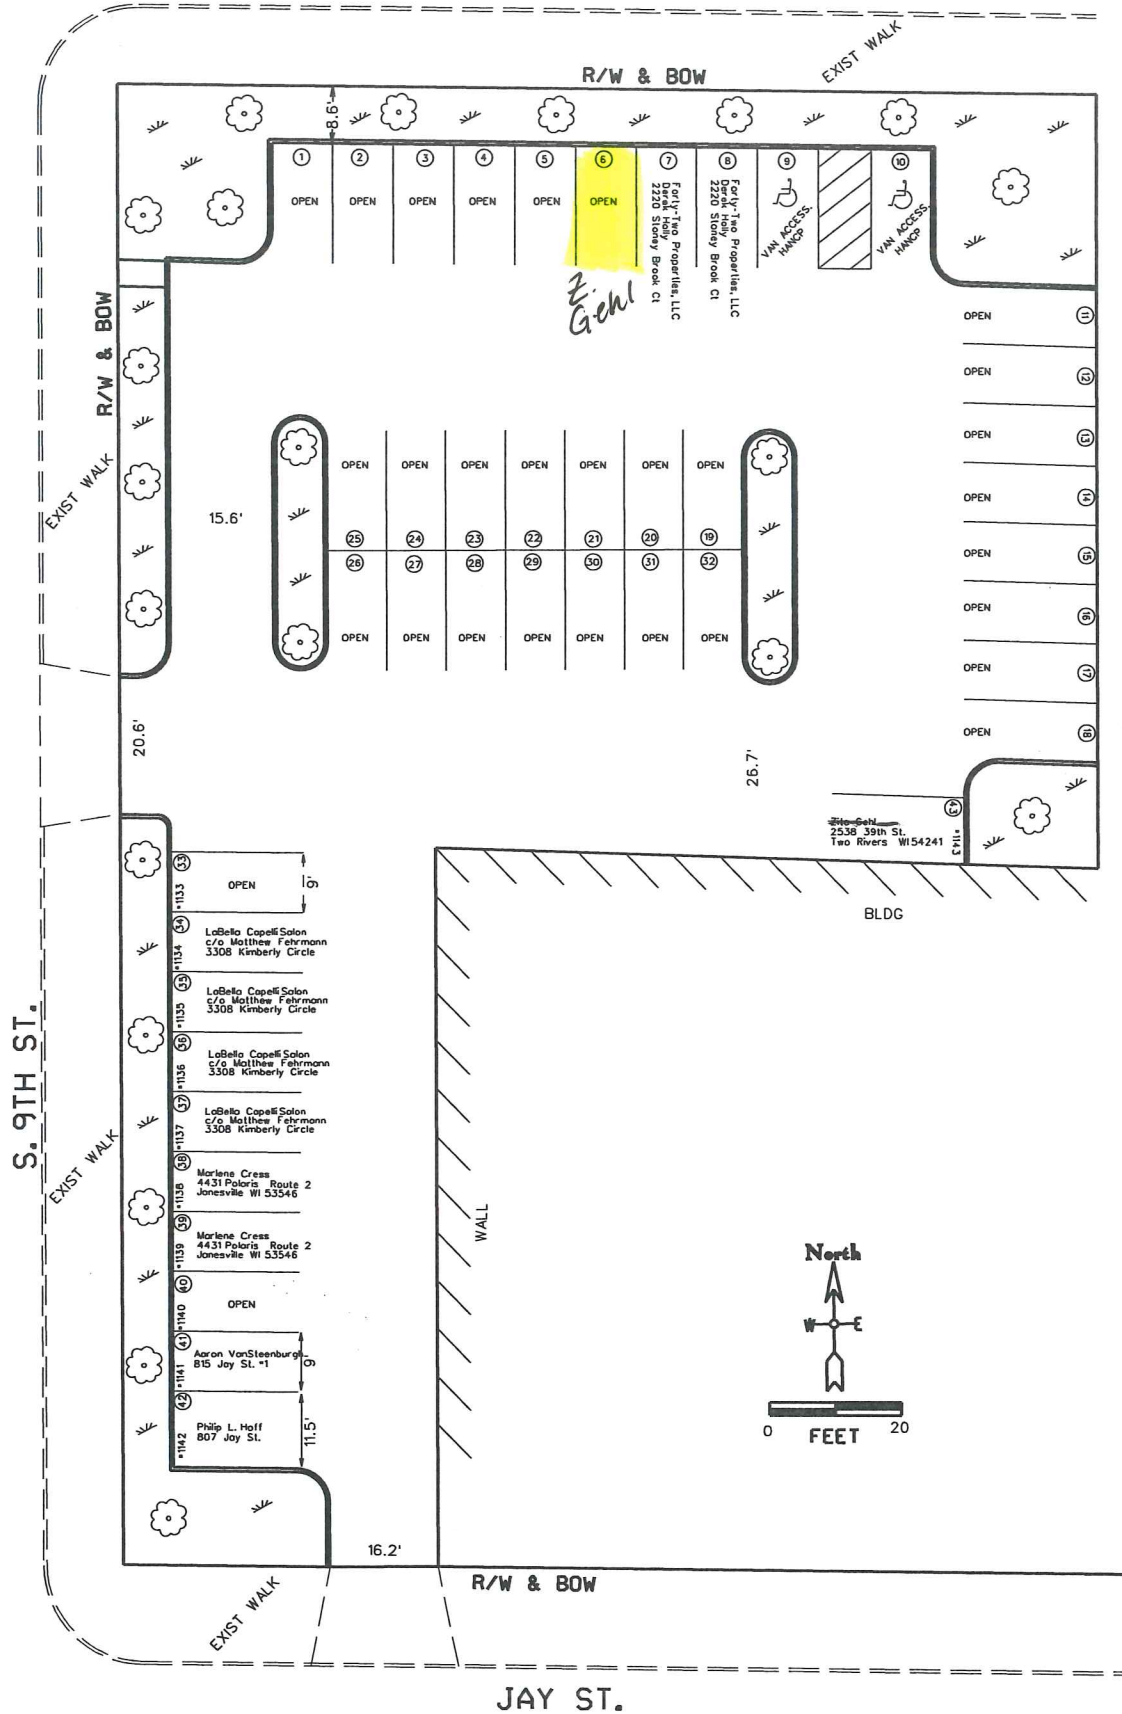 EXIST WALK
R/W & BOW
8.6'
1
2
3
4
5
6
7
8
9
10
OPEN
OPEN
OPEN
OPEN
OPEN
OPEN
Forty-Two Properties, LLC
Derek Holly
2220 Stoney Brook Ct
Forty-Two Properties, LLC
Derek Holly
2220 Stoney Brook Ct
VAN ACCESS.
HANCP
VAN ACCESS.
HANCP
Z.
Gehl
R/W & BOW
OPEN 11
OPEN 12
OPEN 13
OPEN 14
OPEN 15
OPEN 16
OPEN 17
OPEN 18
EXIST WALK
15.6'
OPEN OPEN OPEN OPEN OPEN OPEN OPEN
25 24 23 22 21 20 19
26 27 28 29 30 31 32
OPEN OPEN OPEN OPEN OPEN OPEN OPEN
20.6'
26.7'
43
#1143
Zita Gehl
2538 39th St.
Two Rivers WI 54241
33
#1133
OPEN
9'
BLDG
34
#1134
LaBella Capelli Salon
c/o Matthew Fehrmann
3308 Kimberly Circle
35
#1135
LaBella Capelli Salon
c/o Matthew Fehrmann
3308 Kimberly Circle
36
#1136
LaBella Capelli Salon
c/o Matthew Fehrmann
3308 Kimberly Circle
37
#1137
LaBella Capelli Salon
c/o Matthew Fehrmann
3308 Kimberly Circle
38
#1138
Marlene Cress
4431 Polaris Route 2
Janesville WI 53546
39
#1139
Marlene Cress
4431 Polaris Route 2
Janesville WI 53546
40
#1140
OPEN
41
#1141
Aaron VanSteenburgh
815 Jay St. #1
9'
42
#1142
Philip L. Hoff
807 Jay St.
11.5'
S. 9TH ST.
EXIST WALK
WALL
North
W E
0 20
FEET
16.2'
R/W & BOW
EXIST WALK
JAY ST.